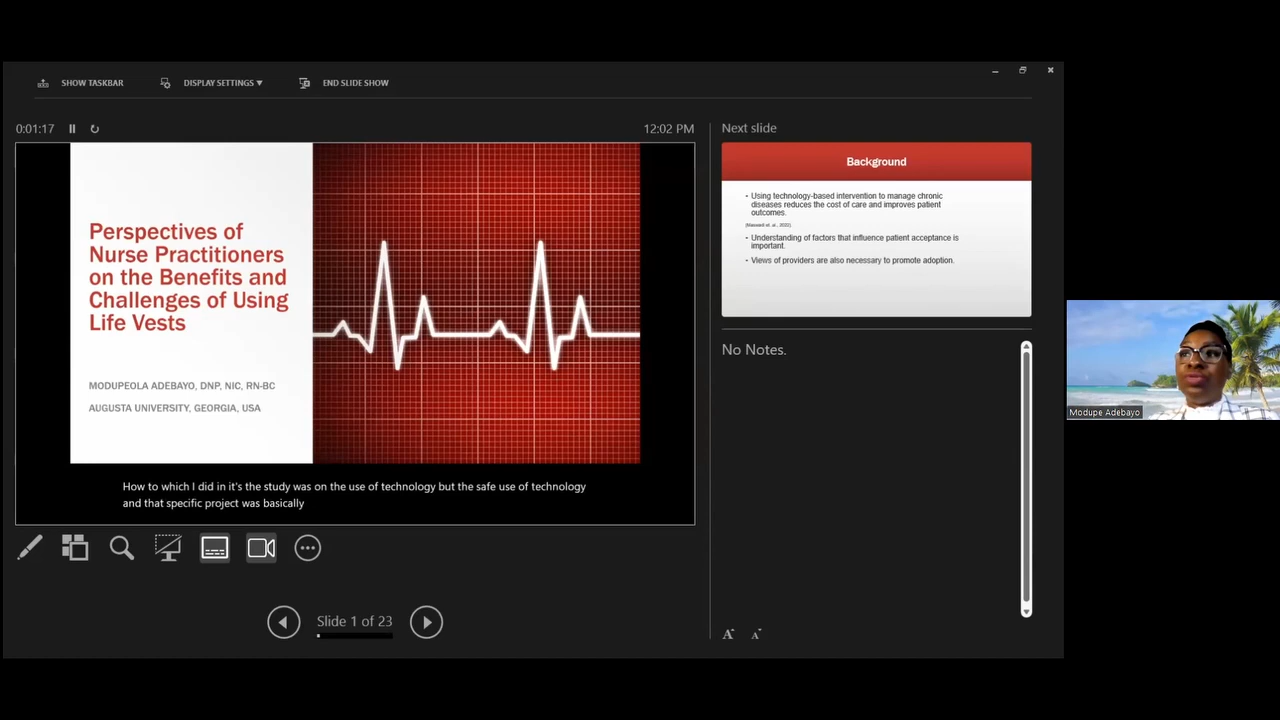 SHOW TASKBAR
DISPLAY SETTINGS ▼
END SLIDE SHOW
0:01:17
12:02 PM
Perspectives of
Nurse Practitioners
on the Benefits and
Challenges of Using
Life Vests
MODUPEOLA ADEBAYO, DNP, NIC, RN-BC
AUGUSTA UNIVERSITY, GEORGIA, USA
How to which I did in it's the study was on the use of technology but the safe use of technology
and that specific project was basically
Slide 1 of 23
Next slide
Background
- Using technology-based intervention to manage chronic
diseases reduces the cost of care and improves patient
outcomes.
- Understanding of factors that influence patient acceptance is
important.
- Views of providers are also necessary to promote adoption.
No Notes.
A A
Modupe Adebayo